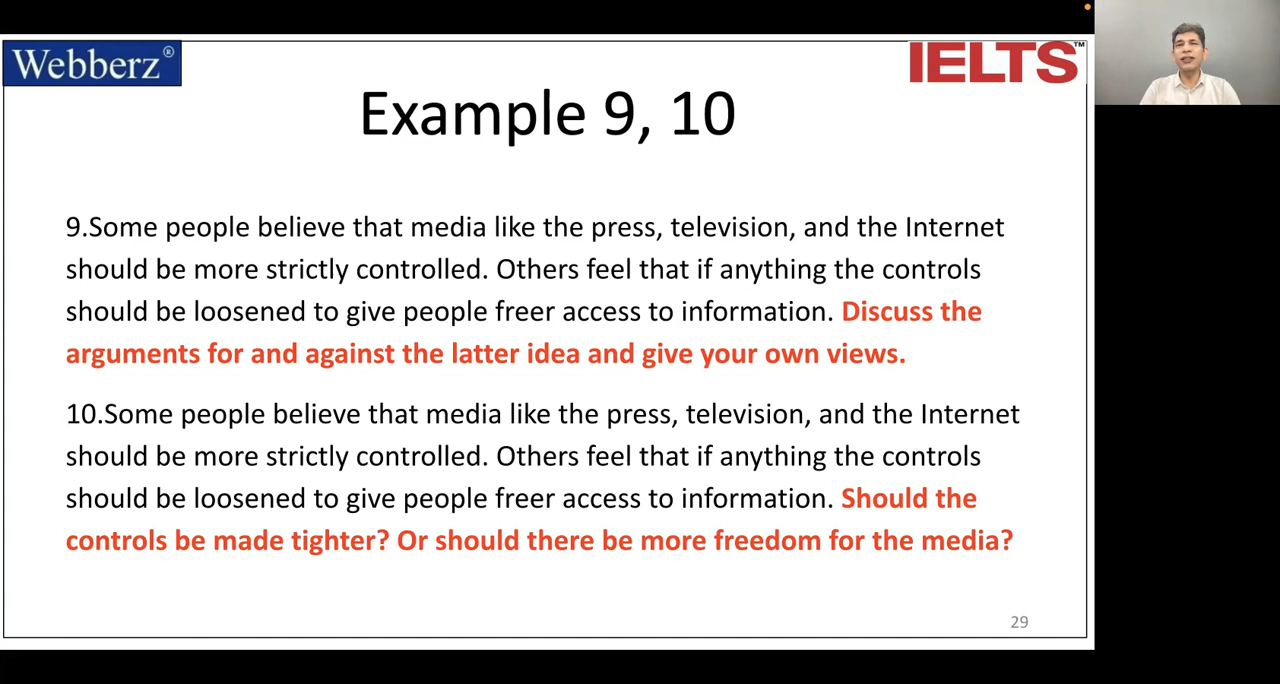 Webberz®
IELTS™
Example 9, 10
9.Some people believe that media like the press, television, and the Internet
should be more strictly controlled. Others feel that if anything the controls
should be loosened to give people freer access to information. Discuss the
arguments for and against the latter idea and give your own views.
10.Some people believe that media like the press, television, and the Internet
should be more strictly controlled. Others feel that if anything the controls
should be loosened to give people freer access to information. Should the
controls be made tighter? Or should there be more freedom for the media?
29